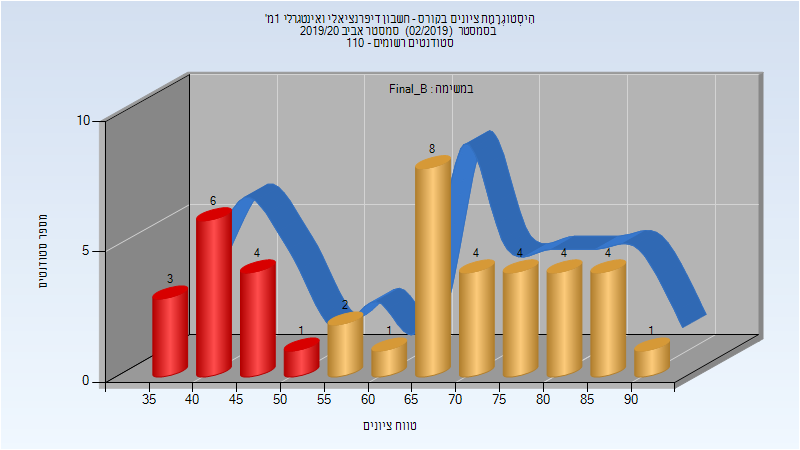 הִיסְטוֹגְרָמַת ציונים בקורס - חשבון דיפרנציאלי ואינטגרלי 1מ'
בסמסטר (02/2019) סמסטר אביב 2019/20
סטודנטים רשומים - 110
במשימה : Final_B
מספר סטודנטים
10
5
0
3
6
4
1
2
1
8
4
4
4
4
1
35 40 45 50 55 60 65 70 75 80 85 90
טווח ציונים